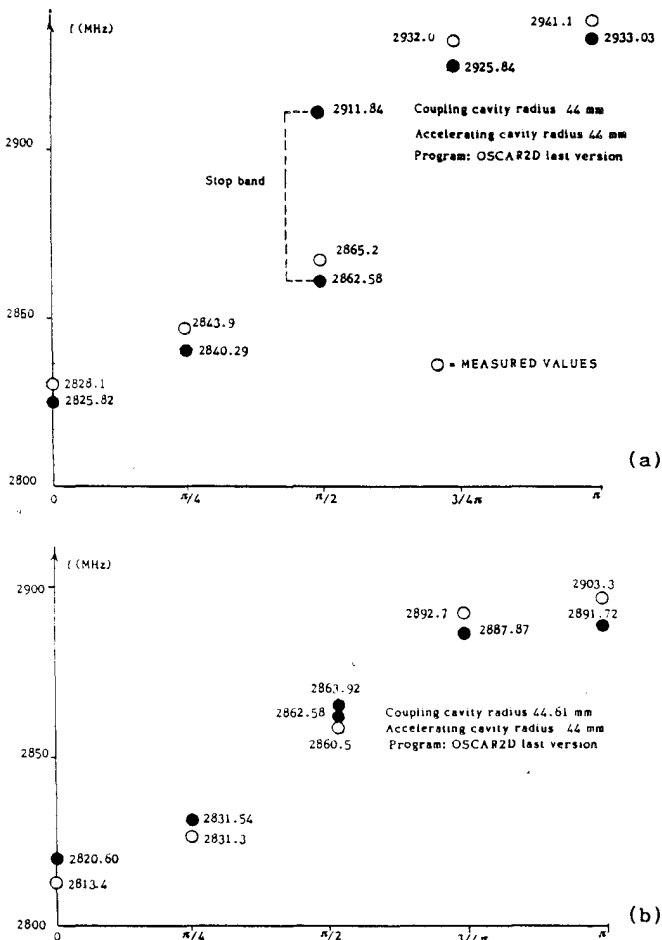 f (MHz)
2932.0
2941.1
2933.03
2925.84
2911.84
Coupling cavity radius 44 mm
Accelerating cavity radius 44 mm
Program: OSCAR2D last version
2900
Stop band
2865.2
2862.58
2850
2843.9
2840.29
= MEASURED VALUES
2828.1
2825.82
(a)
2800
0
π/4
π/2
3/4π
π
f (MHz)
2900
2903.3
2892.7
2891.72
2887.87
2863.92
2862.58
Coupling cavity radius 44.61 mm
Accelerating cavity radius 44 mm
2860.5
Program: OSCAR2D last version
2850
2831.54
2831.3
2820.60
2813.4
(b)
2800
0
π/4
π/2
3/4π
π